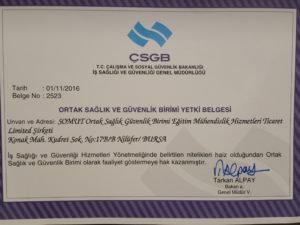 ÇSGB
T.C. ÇALIŞMA VE SOSYAL GÜVENLİK BAKANLIĞI
İŞ SAĞLIĞI VE GÜVENLİĞİ GENEL MÜDÜRLÜĞÜ
Tarih : 01/11/2016
Belge No : 2523
ORTAK SAĞLIK VE GÜVENLİK BİRİMİ YETKİ BELGESİ
Unvan ve Adresi: SOMUT Ortak Sağlık Güvenlik Birimi Eğitim Mühendislik Hizmetleri Ticaret
Limited Şirketi
Konak Mah. Kudret Sok. No:17B/B Nilüfer/ BURSA
İş Sağlığı ve Güvenliği Hizmetleri Yönetmeliğinde belirtilen nitelikleri haiz olduğundan Ortak
Sağlık ve Güvenlik Birimi olarak faaliyet göstermeye hak kazanmıştır.
Tarkan ALPAY
Bakan a.
Genel Müdür V.